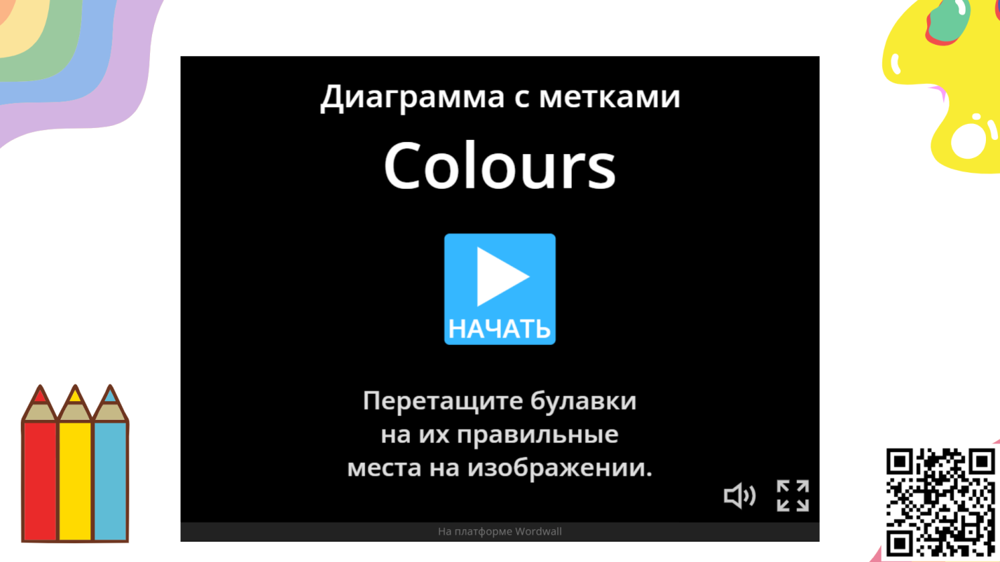 Диаграмма с метками
Colours
НАЧАТЬ
Перетащите булавки
на их правильные
места на изображении.
На платформе Wordwall